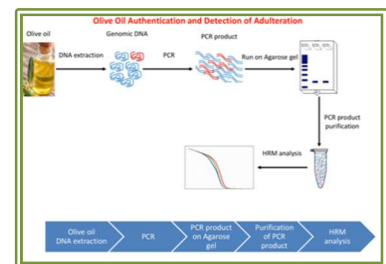 Olive Oil Authentication and Detection of Adulteration
Olive oil
Genomic DNA
PCR product
DNA extraction
PCR
Run on Agarose gel
PCR product
purification
HRM analysis
Olive oil
DNA extraction
PCR
PCR product
on Agarose
gel
Purification
of PCR
product
HRM
analysis